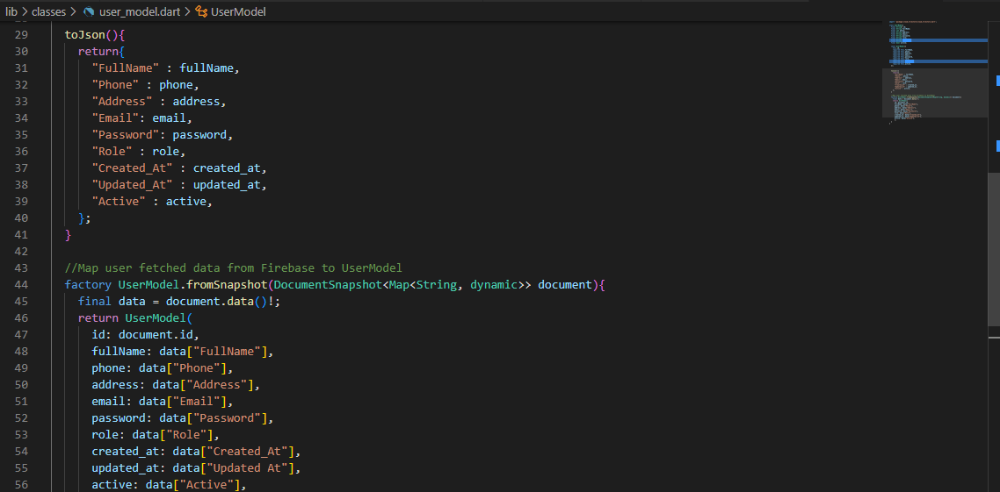 lib > classes > user_model.dart > UserModel
29 toJson(){
30 return{
31 "FullName" : fullName,
32 "Phone" : phone,
33 "Address" : address,
34 "Email": email,
35 "Password": password,
36 "Role" : role,
37 "Created_At" : created_at,
38 "Updated_At" : updated_at,
39 "Active" : active,
40 };
41 }
42
43 //Map user fetched data from Firebase to UserModel
44 factory UserModel.fromSnapshot(DocumentSnapshot<Map<String, dynamic>> document){
45 final data = document.data()!;
46 return UserModel(
47 id: document.id,
48 fullName: data["FullName"],
49 phone: data["Phone"],
50 address: data["Address"],
51 email: data["Email"],
52 password: data["Password"],
53 role: data["Role"],
54 created_at: data["Created_At"],
55 updated_at: data["Updated At"],
56 active: data["Active"],